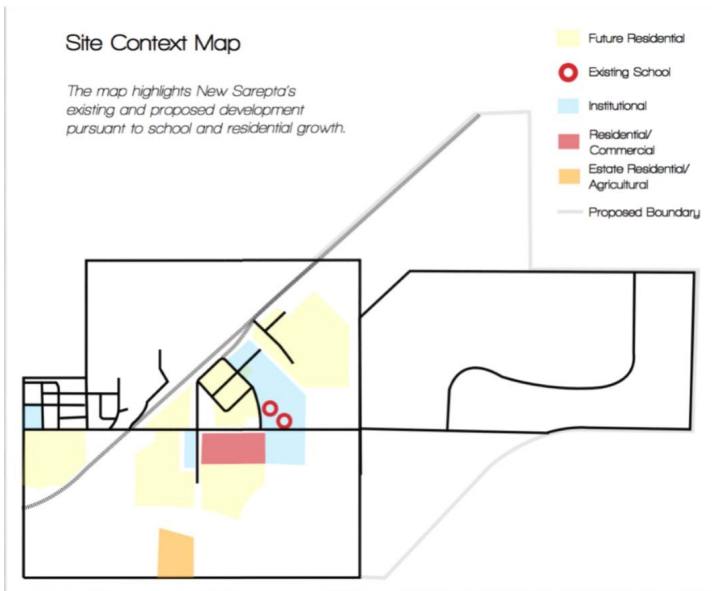 Site Context Map
The map highlights New Sarepta's
existing and proposed development
pursuant to school and residential growth.
Future Residential
Existing School
Institutional
Residential/
Commercial
Estate Residential/
Agricultural
Proposed Boundary